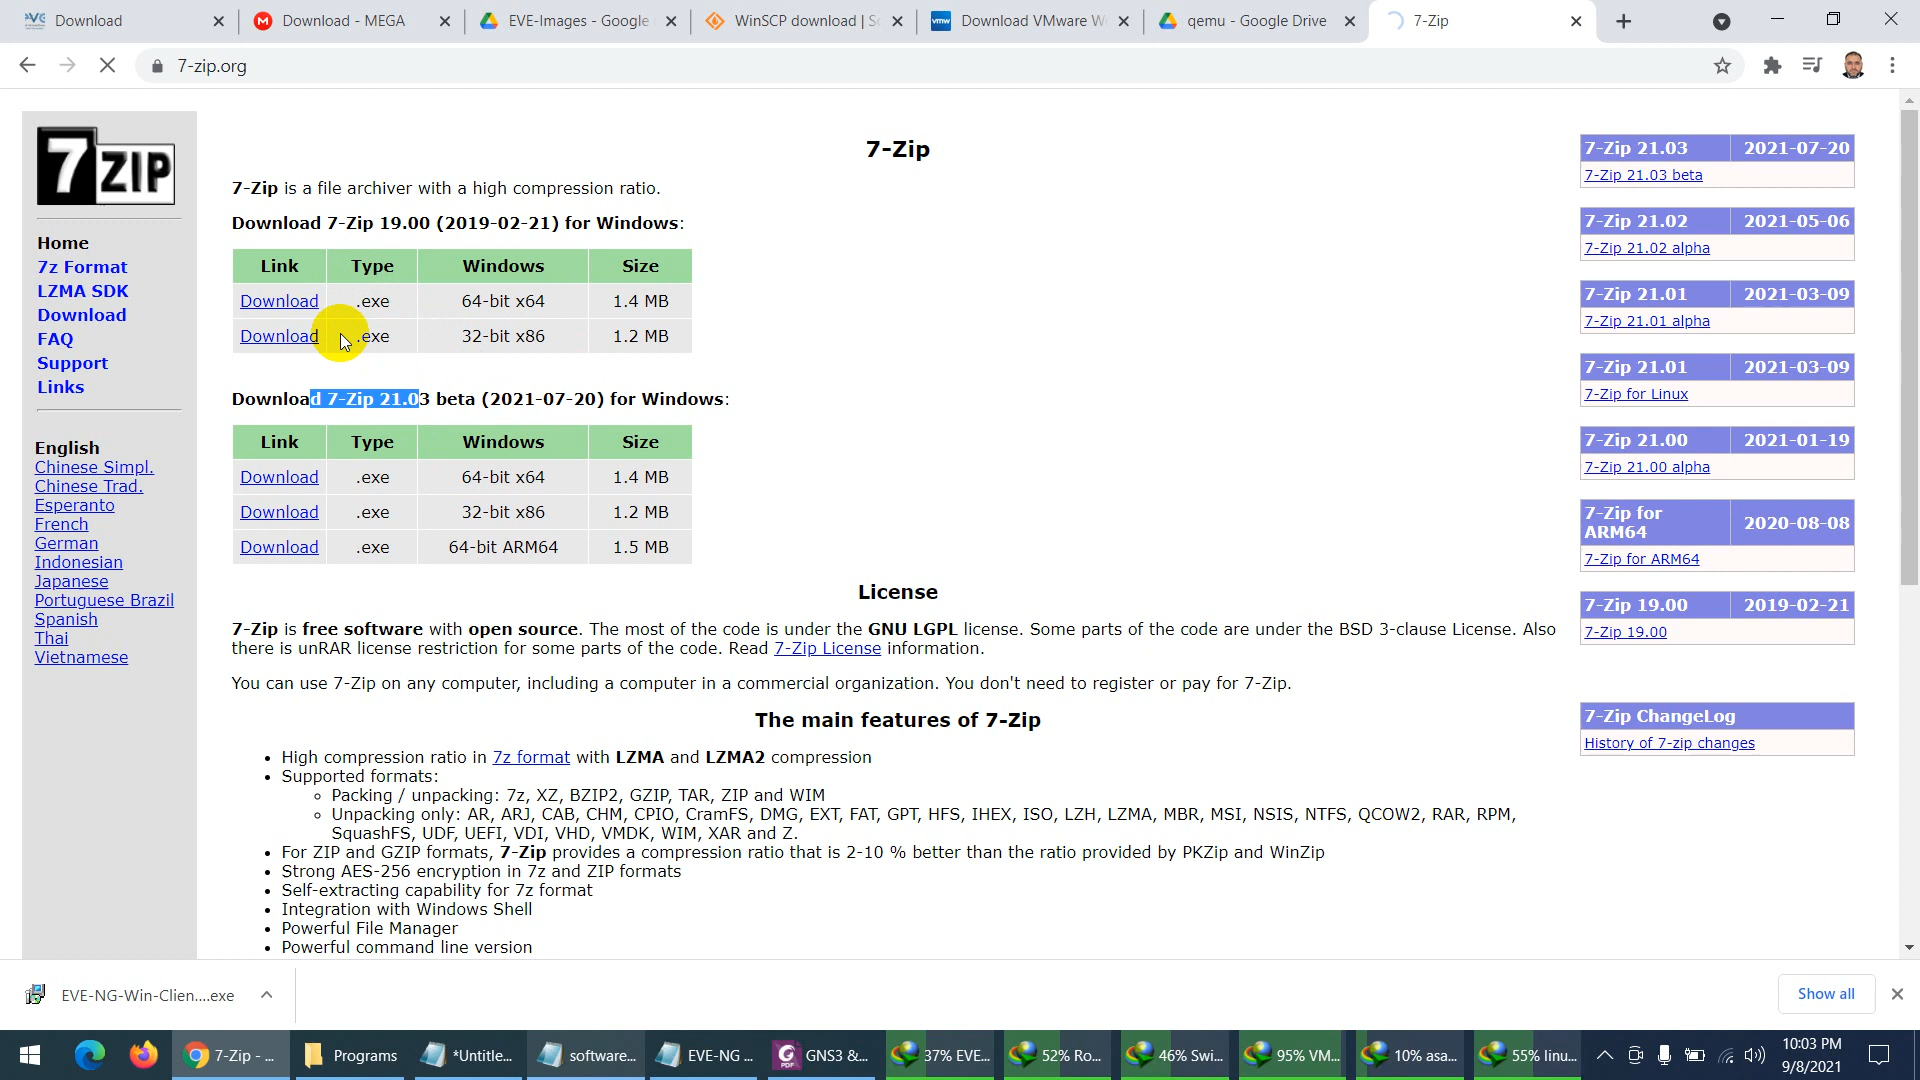 Download
Download - MEGA
EVE-Images - Google
WinSCP download | S
Download VMware W
qemu - Google Drive
7-Zip
7-zip.org
7ZIP
Home
7z Format
LZMA SDK
Download
FAQ
Support
Links
English
Chinese Simpl.
Chinese Trad.
Esperanto
French
German
Indonesian
Japanese
Portuguese Brazil
Spanish
Thai
Vietnamese
7-Zip
7-Zip is a file archiver with a high compression ratio.
Download 7-Zip 19.00 (2019-02-21) for Windows:
Link Type Windows Size
Download .exe 64-bit x64 1.4 MB
Download .exe 32-bit x86 1.2 MB
Download 7-Zip 21.03 beta (2021-07-20) for Windows:
Link Type Windows Size
Download .exe 64-bit x64 1.4 MB
Download .exe 32-bit x86 1.2 MB
Download .exe 64-bit ARM64 1.5 MB
License
7-Zip is free software with open source. The most of the code is under the GNU LGPL license. Some parts of the code are under the BSD 3-clause License. Also
there is unRAR license restriction for some parts of the code. Read 7-Zip License information.
You can use 7-Zip on any computer, including a computer in a commercial organization. You don't need to register or pay for 7-Zip.
The main features of 7-Zip
• High compression ratio in 7z format with LZMA and LZMA2 compression
• Supported formats:
◦ Packing / unpacking: 7z, XZ, BZIP2, GZIP, TAR, ZIP and WIM
◦ Unpacking only: AR, ARJ, CAB, CHM, CPIO, CramFS, DMG, EXT, FAT, GPT, HFS, IHEX, ISO, LZH, LZMA, MBR, MSI, NSIS, NTFS, QCOW2, RAR, RPM,
SquashFS, UDF, UEFI, VDI, VHD, VMDK, WIM, XAR and Z.
• For ZIP and GZIP formats, 7-Zip provides a compression ratio that is 2-10 % better than the ratio provided by PKZip and WinZip
• Strong AES-256 encryption in 7z and ZIP formats
• Self-extracting capability for 7z format
• Integration with Windows Shell
• Powerful File Manager
• Powerful command line version
7-Zip 21.03 2021-07-20
7-Zip 21.03 beta
7-Zip 21.02 2021-05-06
7-Zip 21.02 alpha
7-Zip 21.01 2021-03-09
7-Zip 21.01 alpha
7-Zip 21.01 2021-03-09
7-Zip for Linux
7-Zip 21.00 2021-01-19
7-Zip 21.00 alpha
7-Zip for
ARM64 2020-08-08
7-Zip for ARM64
7-Zip 19.00 2019-02-21
7-Zip 19.00
7-Zip ChangeLog
History of 7-zip changes
EVE-NG-Win-Clien....exe
Show all
7-Zip - ...
Programs
*Untitle...
software...
EVE-NG ...
GNS3 &...
37% EVE...
52% Ro...
46% Swi...
95% VM...
10% asa...
55% linu...
10:03 PM
9/8/2021